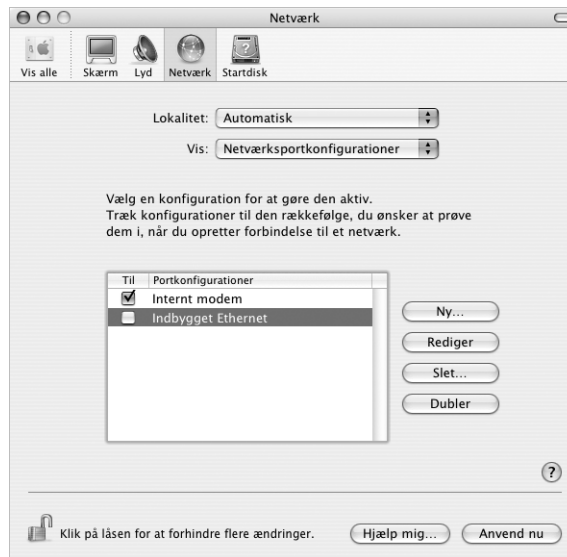 Netværk
Vis alle Skærm Lyd Netværk Startdisk
Lokalitet: Automatisk
Vis: Netværksportkonfigurationer
Vælg en konfiguration for at gøre den aktiv.
Træk konfigurationer til den rækkefølge, du ønsker at prøve
dem i, når du opretter forbindelse til et netværk.
Til Portkonfigurationer
Internt modem
Indbygget Ethernet
Ny...
Rediger
Slet...
Dubler
?
Klik på låsen for at forhindre flere ændringer. Hjælp mig... Anvend nu